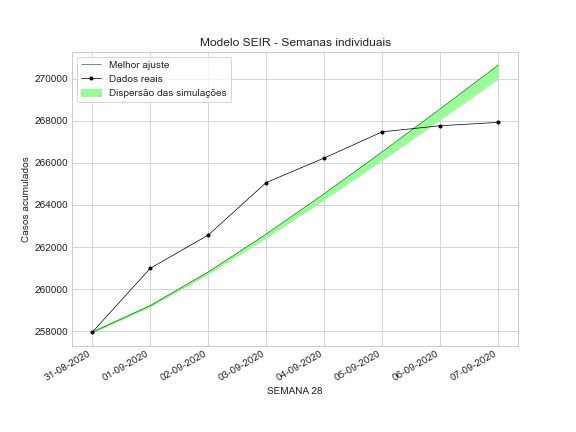 Modelo SEIR - Semanas individuais
Melhor ajuste
Dados reais
Dispersão das simulações
Casos acumulados
270000
268000
266000
264000
262000
260000
258000
31-08-2020
01-09-2020
02-09-2020
03-09-2020
04-09-2020
05-09-2020
06-09-2020
07-09-2020
SEMANA 28